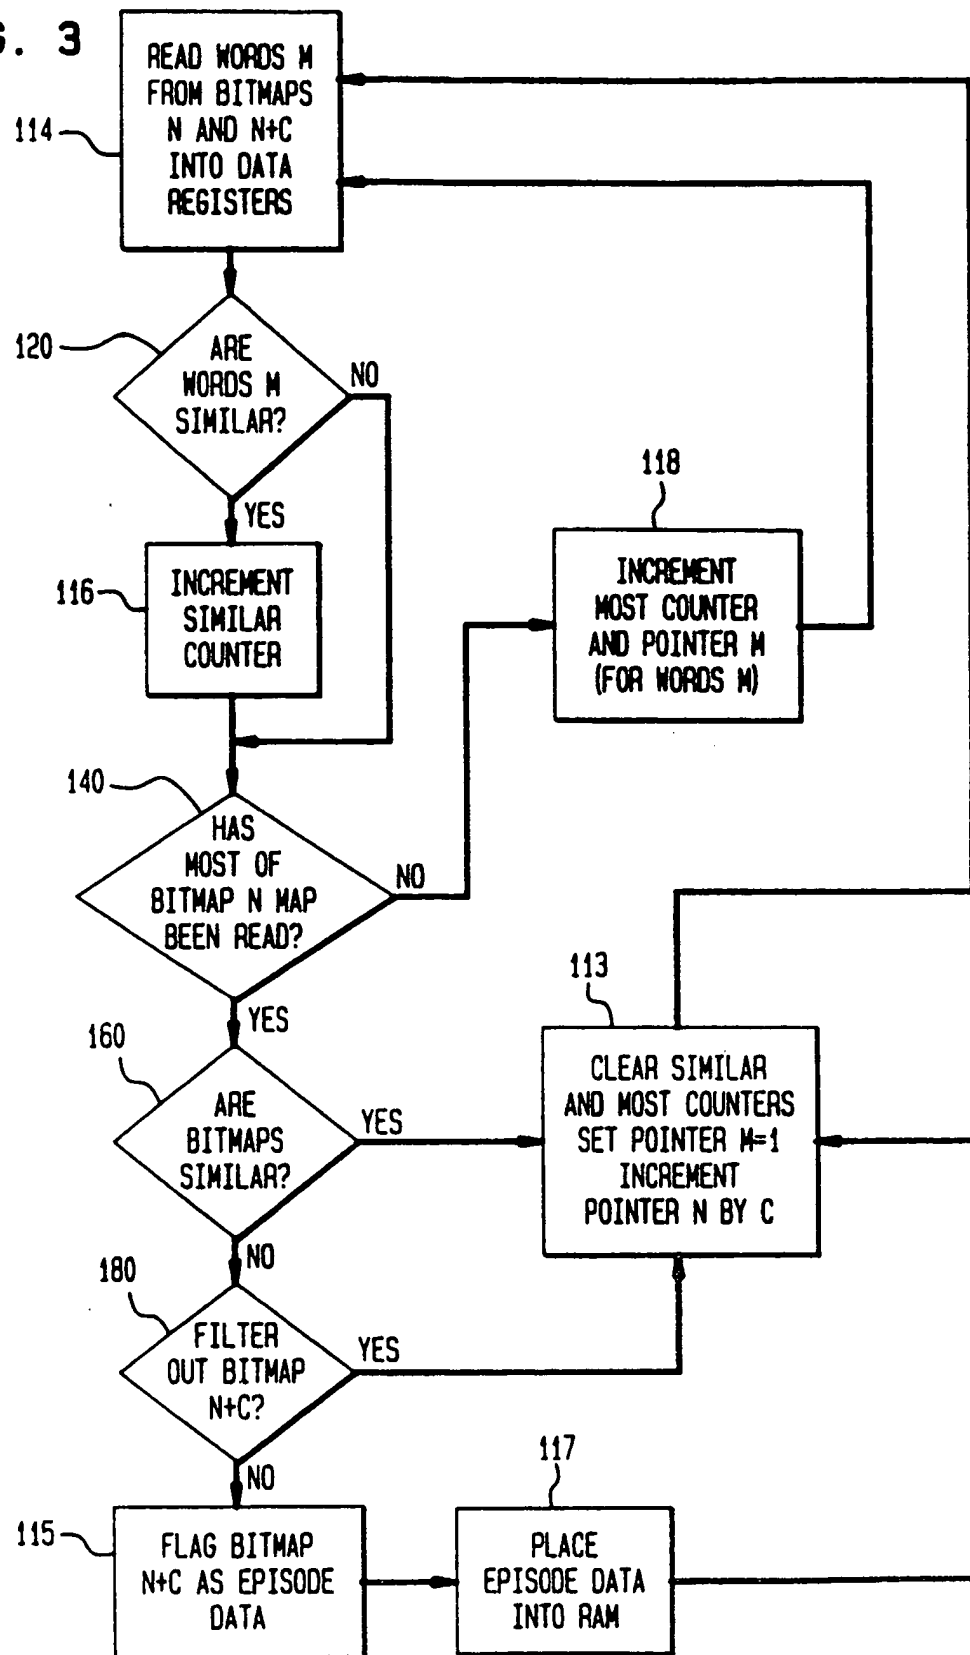 G. 3
READ WORDS M
FROM BITMAPS
N AND N+C
INTO DATA
REGISTERS
114
120
ARE
WORDS M
SIMILAR?
NO
YES
116
INCREMENT
SIMILAR
COUNTER
118
INCREMENT
MOST COUNTER
AND POINTER M
(FOR WORDS M)
140
HAS
MOST OF
BITMAP N MAP
BEEN READ?
NO
YES
160
ARE
BITMAPS
SIMILAR?
YES
NO
113
CLEAR SIMILAR
AND MOST COUNTERS
SET POINTER M=1
INCREMENT
POINTER N BY C
180
FILTER
OUT BITMAP
N+C?
YES
NO
115
FLAG BITMAP
N+C AS EPISODE
DATA
117
PLACE
EPISODE DATA
INTO RAM